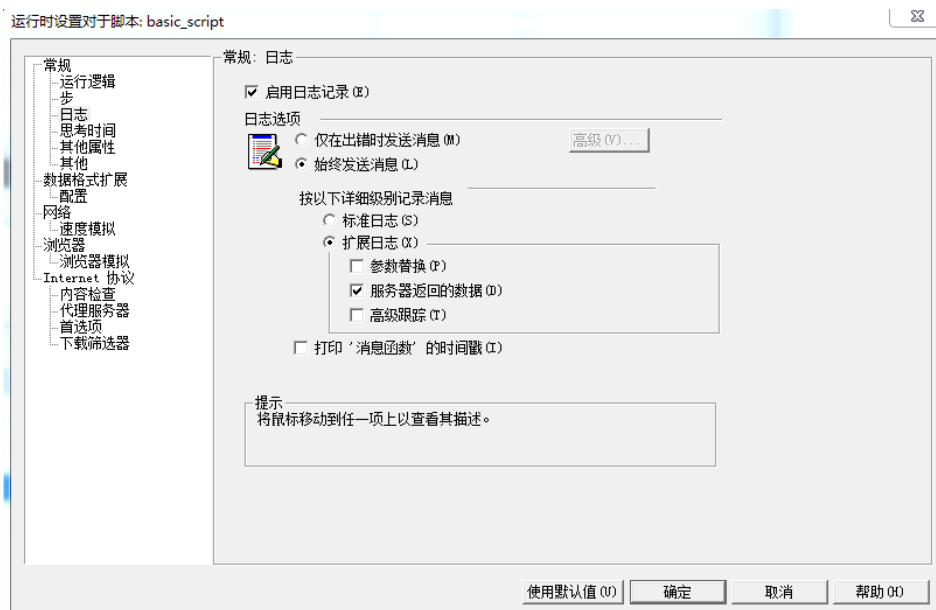 运行时设置对于脚本: basic_script
常规
运行逻辑
步
日志
思考时间
其他属性
其他
数据格式扩展
配置
网络
速度模拟
浏览器
浏览器模拟
Internet 协议
内容检查
代理服务器
首选项
下载筛选器
常规: 日志
启用日志记录(E)
日志选项
仅在出错时发送消息(M)
高级(V)...
始终发送消息(L)
按以下详细级别记录消息
标准日志(S)
扩展日志(X)
参数替换(P)
服务器返回的数据(D)
高级跟踪(T)
打印 '消息函数' 的时间戳(I)
提示
将鼠标移动到任一项上以查看其描述。
使用默认值(U)
确定
取消
帮助(H)